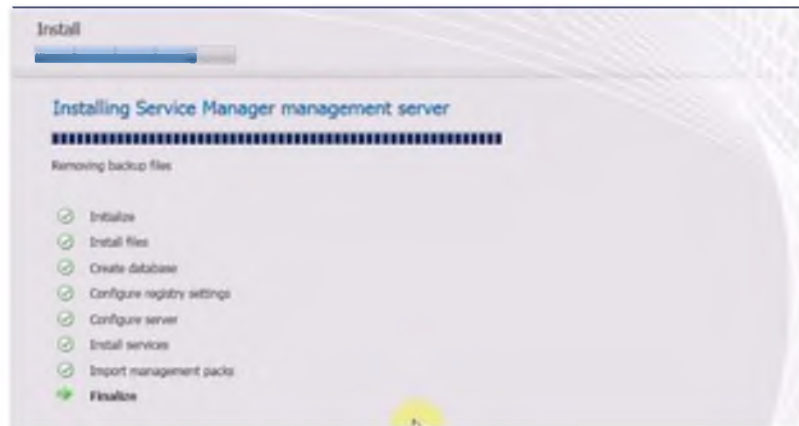 Install
Installing Service Manager management server
Removing backup files
Initialize
Install files
Create database
Configure registry settings
Configure server
Install services
Import management packs
Finalize